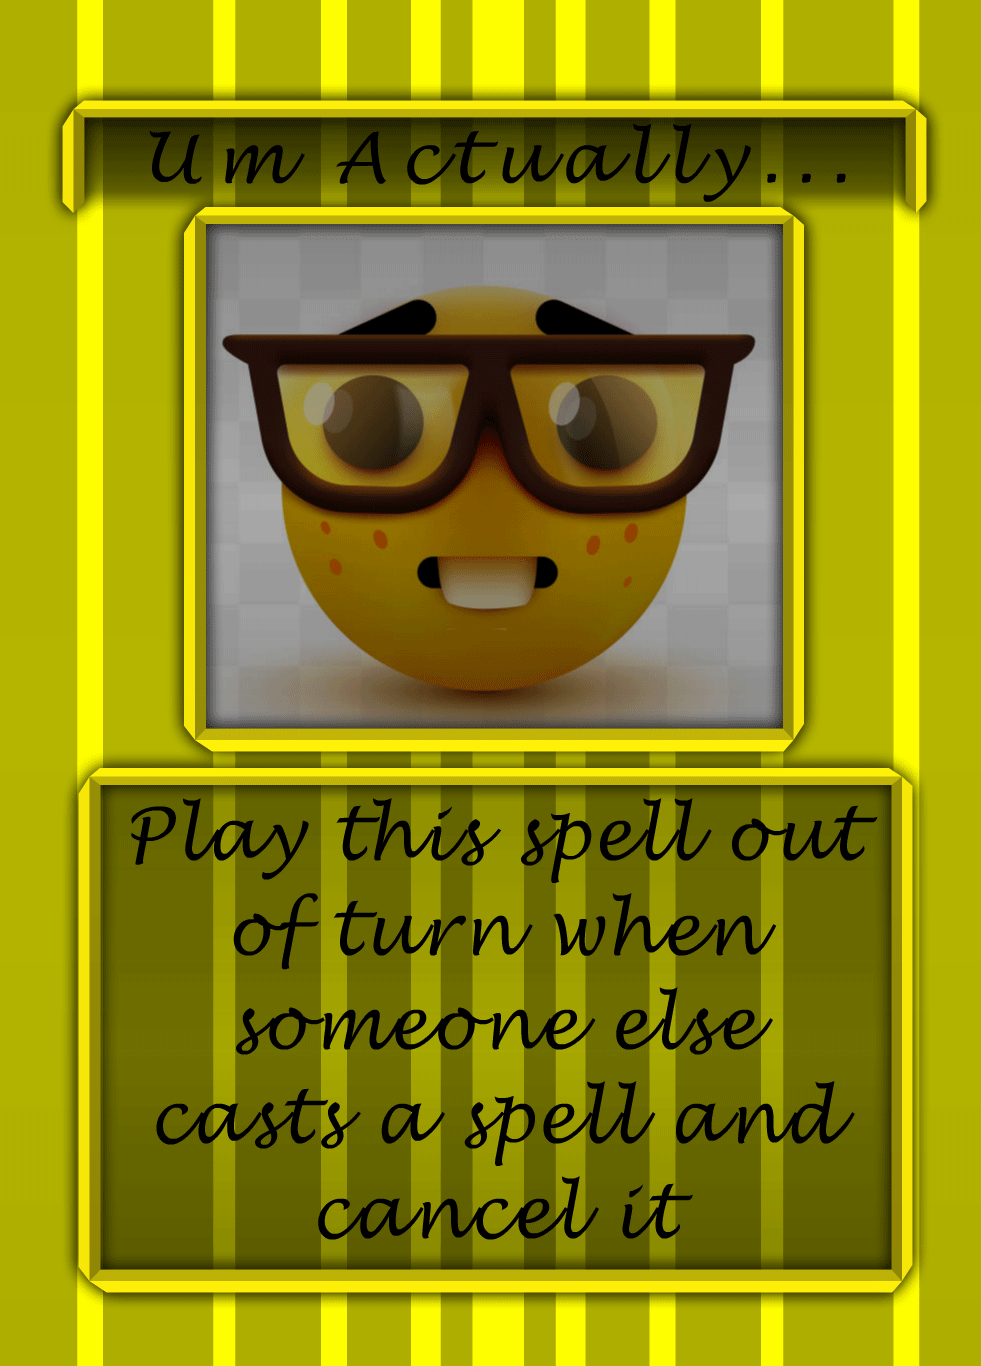 Um Actually...
Play this spell out
of turn when
someone else
casts a spell and
cancel it